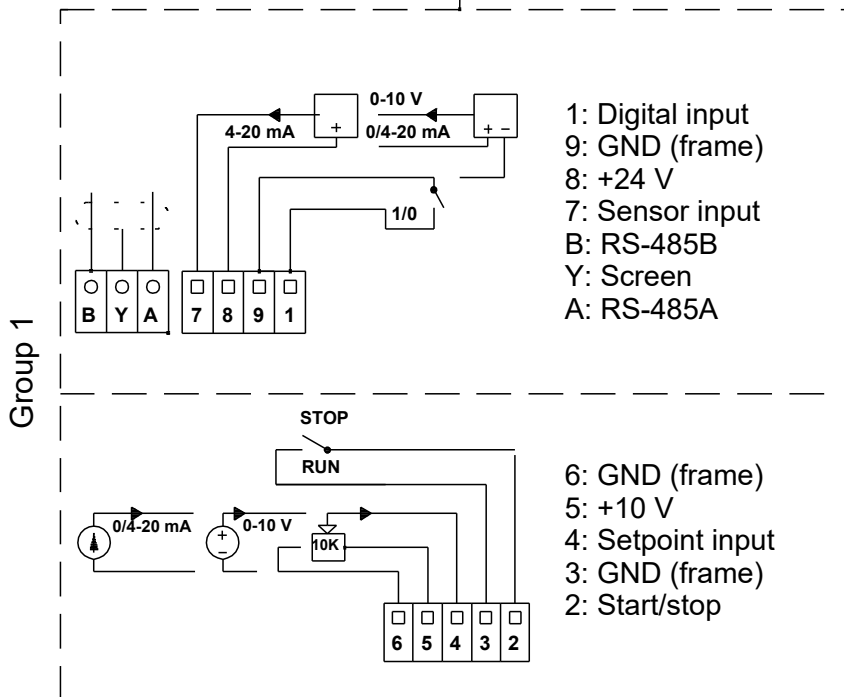 Group 1
0-10 V
4-20 mA
+
0/4-20 mA
+ −
1/0
B Y A
7 8 9 1
1: Digital input
9: GND (frame)
8: +24 V
7: Sensor input
B: RS-485B
Y: Screen
A: RS-485A
STOP
RUN
0/4-20 mA
+
−
0-10 V
10K
6 5 4 3 2
6: GND (frame)
5: +10 V
4: Setpoint input
3: GND (frame)
2: Start/stop